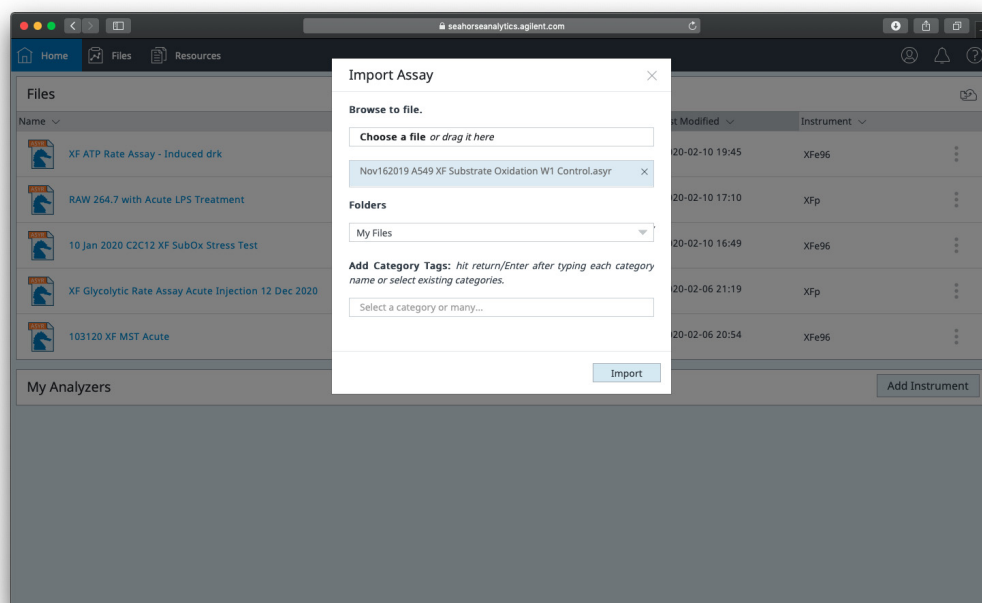 seahorseanalytics.agilent.com
Home
Files
Resources
Files
Name
st Modified
Instrument
XF ATP Rate Assay - Induced drk
20-02-10 19:45
XFe96
RAW 264.7 with Acute LPS Treatment
20-02-10 17:10
XFp
10 Jan 2020 C2C12 XF SubOx Stress Test
20-02-10 16:49
XFe96
XF Glycolytic Rate Assay Acute Injection 12 Dec 2020
20-02-06 21:19
XFp
103120 XF MST Acute
20-02-06 20:54
XFe96
My Analyzers
Add Instrument
Import Assay
Browse to file.
Choose a file or drag it here
Nov162019 A549 XF Substrate Oxidation W1 Control.asyr
Folders
My Files
Add Category Tags: hit return/Enter after typing each category
name or select existing categories.
Select a category or many...
Import